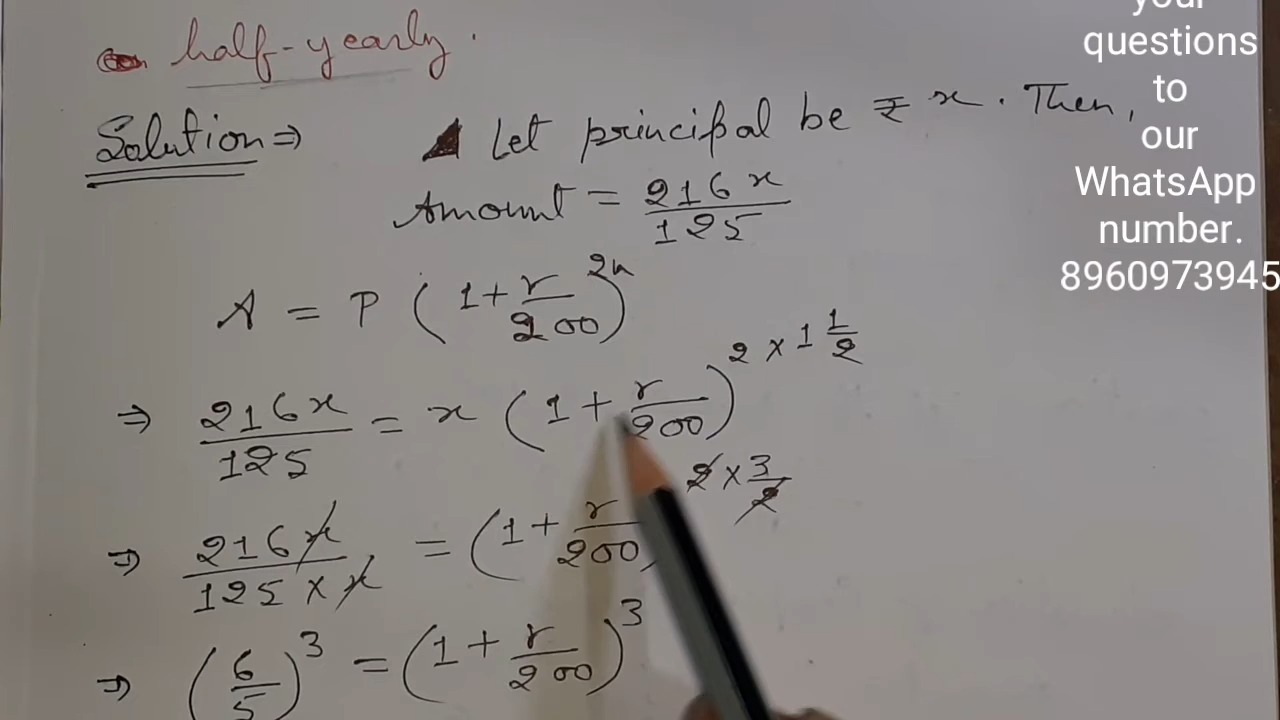 half-yearly.
Solution ⇒ Let principal be ₹ x. Then,
Amount = 216x/125
A = P (1 + r/200)^2n
⇒ 216x/125 = x (1 + r/200)^2 × 1 1/2
⇒ 216x/125 × x = (1 + r/200)^2 × 3/2
⇒ (6/5)^3 = (1 + r/200)^3
your
questions
to
our
WhatsApp
number.
8960973945